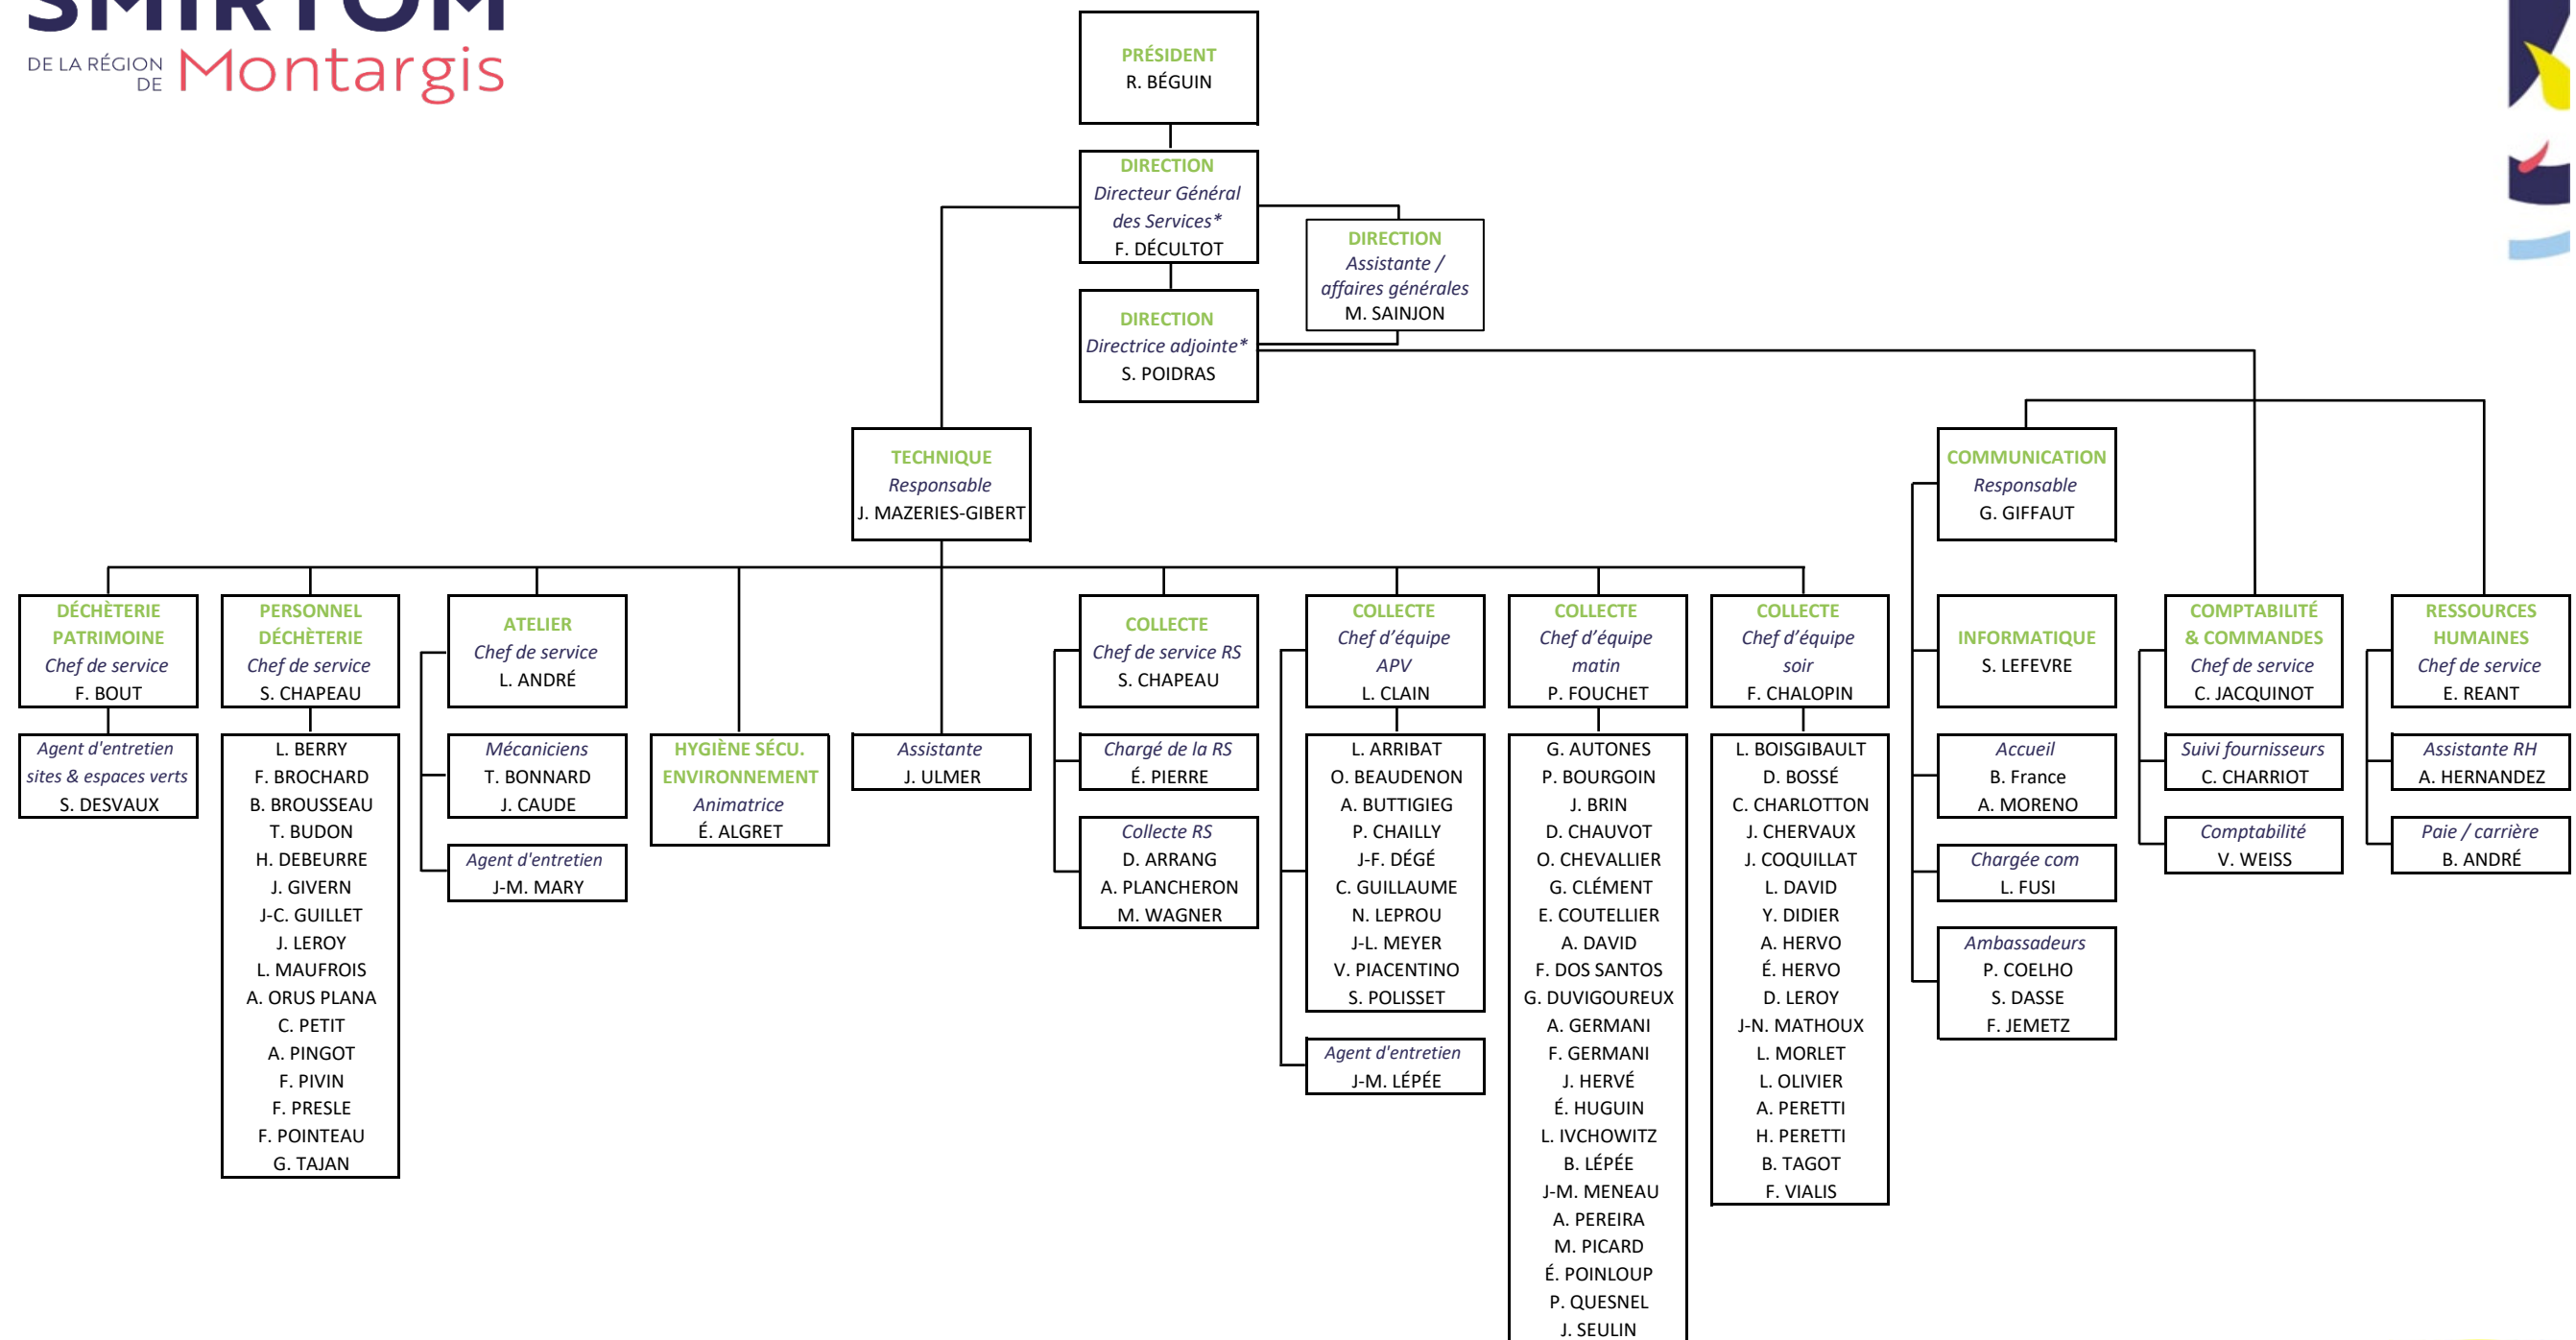 SMIRTOM
DE LA RÉGION
DE Montargis
PRÉSIDENT
R. BÉGUIN
DIRECTION
Directeur Général
des Services*
F. DÉCULTOT
DIRECTION
Assistante /
affaires générales
M. SAINJON
DIRECTION
Directrice adjointe*
S. POIDRAS
TECHNIQUE
Responsable
J. MAZERIES-GIBERT
COMMUNICATION
Responsable
G. GIFFAUT
DÉCHÈTERIE
PATRIMOINE
Chef de service
F. BOUT
Agent d'entretien
sites & espaces verts
S. DESVAUX
PERSONNEL
DÉCHÈTERIE
Chef de service
S. CHAPEAU
L. BERRY
F. BROCHARD
B. BROUSSEAU
T. BUDON
H. DEBEURRE
J. GIVERN
J-C. GUILLET
J. LEROY
L. MAUFROIS
A. ORUS PLANA
C. PETIT
A. PINGOT
F. PIVIN
F. PRESLE
F. POINTEAU
G. TAJAN
ATELIER
Chef de service
L. ANDRÉ
Mécaniciens
T. BONNARD
J. CAUDE
Agent d'entretien
J-M. MARY
HYGIÈNE SÉCU.
ENVIRONNEMENT
Animatrice
É. ALGRET
Assistante
J. ULMER
COLLECTE
Chef de service RS
S. CHAPEAU
Chargé de la RS
É. PIERRE
Collecte RS
D. ARRANG
A. PLANCHERON
M. WAGNER
COLLECTE
Chef d’équipe
APV
L. CLAIN
L. ARRIBAT
O. BEAUDENON
A. BUTTIGIEG
P. CHAILLY
J-F. DÉGÉ
C. GUILLAUME
N. LEPROU
J-L. MEYER
V. PIACENTINO
S. POLISSET
Agent d'entretien
J-M. LÉPÉE
COLLECTE
Chef d’équipe
matin
P. FOUCHET
G. AUTONES
P. BOURGOIN
J. BRIN
D. CHAUVOT
O. CHEVALLIER
G. CLÉMENT
E. COUTELLIER
A. DAVID
F. DOS SANTOS
G. DUVIGOUREUX
A. GERMANI
F. GERMANI
J. HERVÉ
É. HUGUIN
L. IVCHOWITZ
B. LÉPÉE
J-M. MENEAU
A. PEREIRA
M. PICARD
É. POINLOUP
P. QUESNEL
J. SEULIN
COLLECTE
Chef d’équipe
soir
F. CHALOPIN
L. BOISGIBAULT
D. BOSSÉ
C. CHARLOTTON
J. CHERVAUX
J. COQUILLAT
L. DAVID
Y. DIDIER
A. HERVO
É. HERVO
D. LEROY
J-N. MATHOUX
L. MORLET
L. OLIVIER
A. PERETTI
H. PERETTI
B. TAGOT
F. VIALIS
INFORMATIQUE
S. LEFEVRE
Accueil
B. France
A. MORENO
Chargée com
L. FUSI
Ambassadeurs
P. COELHO
S. DASSE
F. JEMETZ
COMPTABILITÉ
& COMMANDES
Chef de service
C. JACQUINOT
Suivi fournisseurs
C. CHARRIOT
Comptabilité
V. WEISS
RESSOURCES
HUMAINES
Chef de service
E. REANT
Assistante RH
A. HERNANDEZ
Paie / carrière
B. ANDRÉ